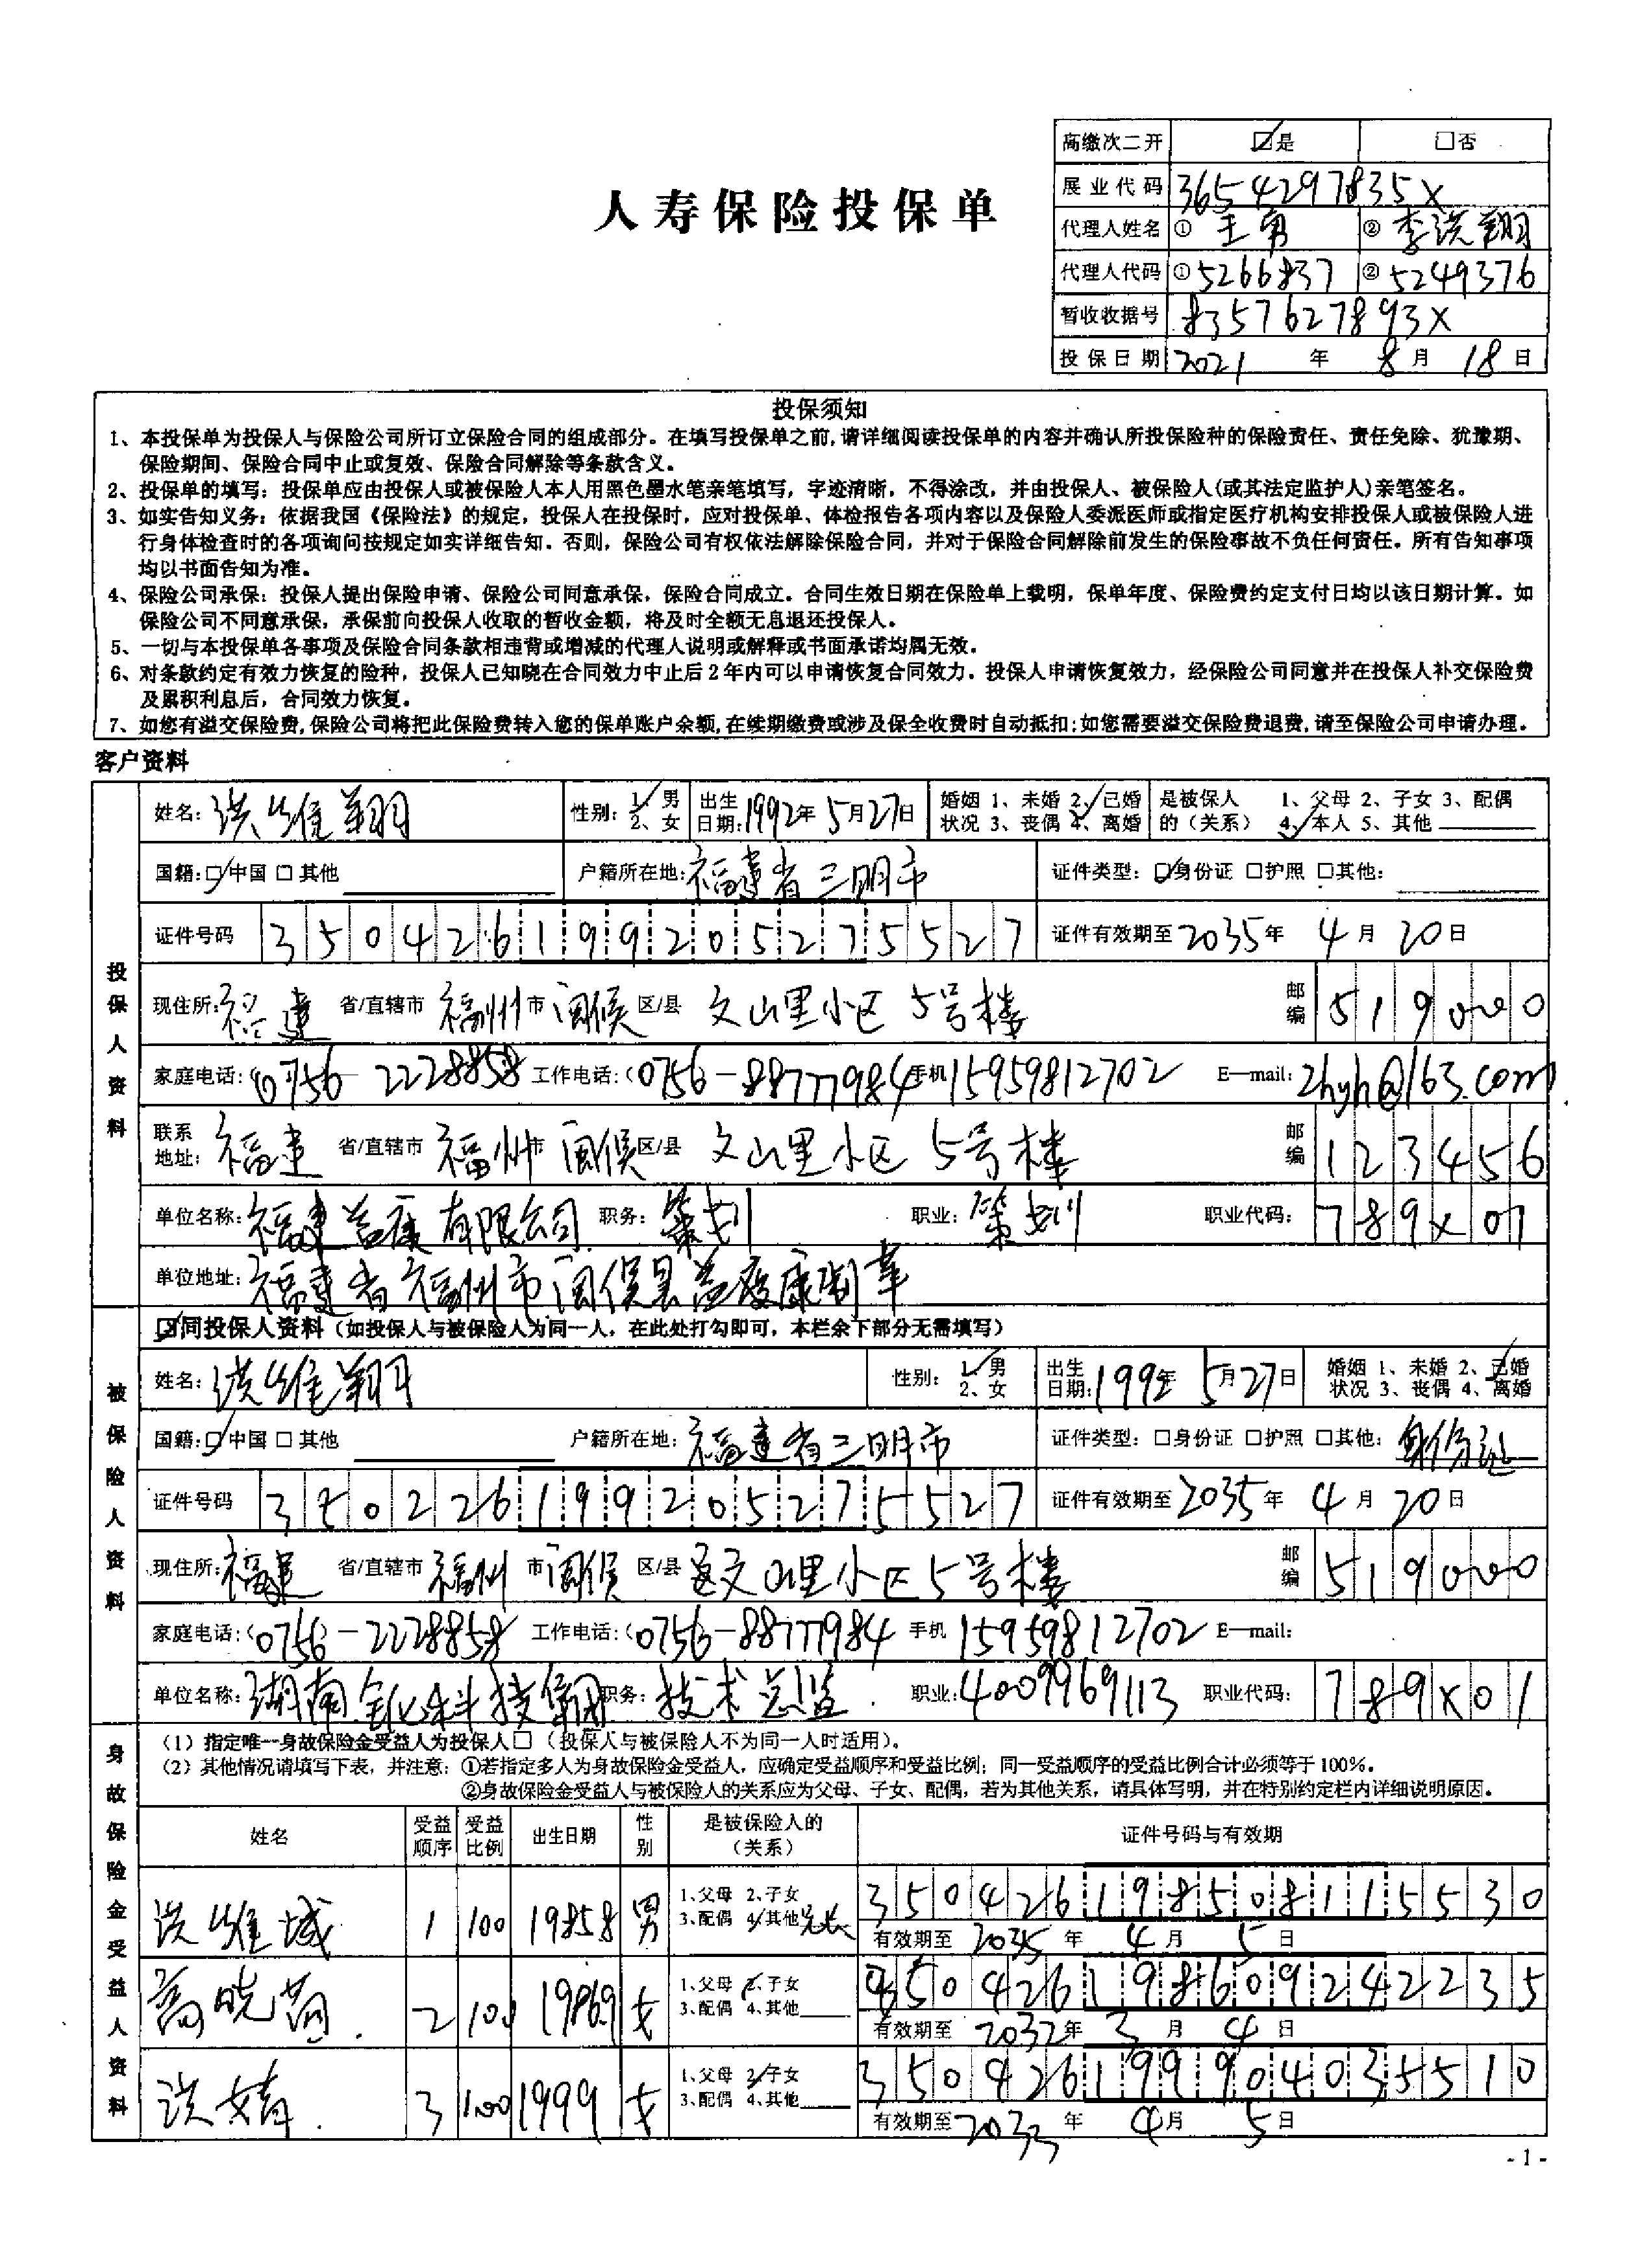 高缴次二开 ☑是 □否
人寿保险投保单
展业代码 3654297835X
代理人姓名 ① 王勇 ② 李洪翔
代理人代码 ① 5266837 ② 5249376
暂收收据号 8357627893X
投保日期 2021 年 8 月 18 日
投保须知
1、本投保单为投保人与保险公司所订立保险合同的组成部分。在填写投保单之前,请详细阅读投保单的内容并确认所投保险种的保险责任、责任免除、犹豫期、
保险期间、保险合同中止或复效、保险合同解除等条款含义。
2、投保单的填写：投保单应由投保人或被保险人本人用黑色墨水笔亲笔填写，字迹清晰，不得涂改，并由投保人、被保险人(或其法定监护人)亲笔签名。
3、如实告知义务：依据我国《保险法》的规定，投保人在投保时，应对投保单、体检报告各项内容以及保险人委派医师或指定医疗机构安排投保人或被保险人进
行身体检查时的各项询问按规定如实详细告知。否则，保险公司有权依法解除保险合同，并对于保险合同解除前发生的保险事故不负任何责任。所有告知事项
均以书面告知为准。
4、保险公司承保：投保人提出保险申请、保险公司同意承保，保险合同成立。合同生效日期在保险单上载明，保单年度、保险费约定支付日均以该日期计算。如
保险公司不同意承保，承保前向投保人收取的暂收金额，将及时全额无息退还投保人。
5、一切与本投保单各事项及保险合同条款相违背或增减的代理人说明或解释或书面承诺均属无效。
6、对条款约定有效力恢复的险种，投保人已知晓在合同效力中止后2年内可以申请恢复合同效力。投保人申请恢复效力，经保险公司同意并在投保人补交保险费
及累积利息后，合同效力恢复。
7、如您有溢交保险费,保险公司将把此保险费转入您的保单账户余额,在续期缴费或涉及保全收费时自动抵扣;如您需要溢交保险费退费,请至保险公司申请办理。
客户资料
投保人资料
姓名: 洪维翔 性别: 1、男 2、女 出生日期: 1992年 5月27日 婚姻状况 1、未婚 2、已婚 3、丧偶 4、离婚 是被保人的（关系） 1、父母 2、子女 3、配偶 4、本人 5、其他
国籍: ☑中国 □其他 户籍所在地: 福建省三明市 证件类型: ☑身份证 □护照 □其他:
证件号码 350426199205275527 证件有效期至 2035年 4月 20日
现住所: 福建 省/直辖市 福州 市 闽侯 区/县 文山里小区 5号楼 邮编 519000
家庭电话: (0756 2228858 工作电话: (0756-88777984 手机 15959812702 E—mail: zhyh@163.com
联系地址: 福建 省/直辖市 福州 市 闽侯 区/县 文山里小区 5号楼 邮编 123456
单位名称: 福建益康有限公司 职务: 策划 职业: 策划 职业代码: 789X01
单位地址: 福建省福州市闽侯县益度康制革
被保险人资料
☑同投保人资料（如投保人与被保险人为同一人，在此处打勾即可，本栏余下部分无需填写）
姓名: 洪维翔 性别: 1、男 2、女 出生日期: 1992年 5月27日 婚姻状况 1、未婚 2、已婚 3、丧偶 4、离婚
国籍: ☑中国 □其他 户籍所在地: 福建省三明市 证件类型: □身份证 □护照 □其他: 身份证
证件号码 350226199205275527 证件有效期至 2035年 4月 20日
现住所: 福建 省/直辖市 福州 市 闽侯 区/县 文山里小区5号楼 邮编 519000
家庭电话: (0756)-2228858 工作电话: (0756-88777984 手机 15959812702 E—mail:
单位名称: 湖南 科技集团 职务: 技术总监 职业: 4009969113 职业代码: 789X01
身故保险金受益人资料
（1）指定唯一身故保险金受益人为投保人□（投保人与被保险人不为同一人时适用）。
（2）其他情况请填写下表，并注意：①若指定多人为身故保险金受益人，应确定受益顺序和受益比例；同一受益顺序的受益比例合计必须等于100%。
②身故保险金受益人与被保险人的关系应为父母、子女、配偶，若为其他关系，请具体写明，并在特别约定栏内详细说明原因。
姓名 受益顺序 受益比例 出生日期 性别 是被保险人的（关系） 证件号码与有效期
洪维城 1 100 19858 男 1、父母 2、子女 3、配偶 4、其他 兄长 350426198508115530
有效期至 2035 年 4 月 5 日
高晓茼 2 100 19869 女 1、父母 2、子女 3、配偶 4、其他 350426198609242235
有效期至 2032年 3 月 4 日
洪婧 3 100 1999 女 1、父母 2、子女 3、配偶 4、其他 350426199904035510
有效期至 2033 年 4月 5日
- 1 -